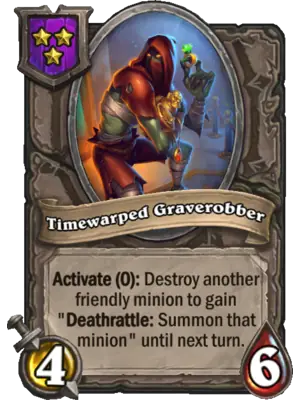 Timewarped Graverobber
Activate (0): Destroy another
friendly minion to gain
"Deathrattle: Summon that
minion" until next turn.
4
6